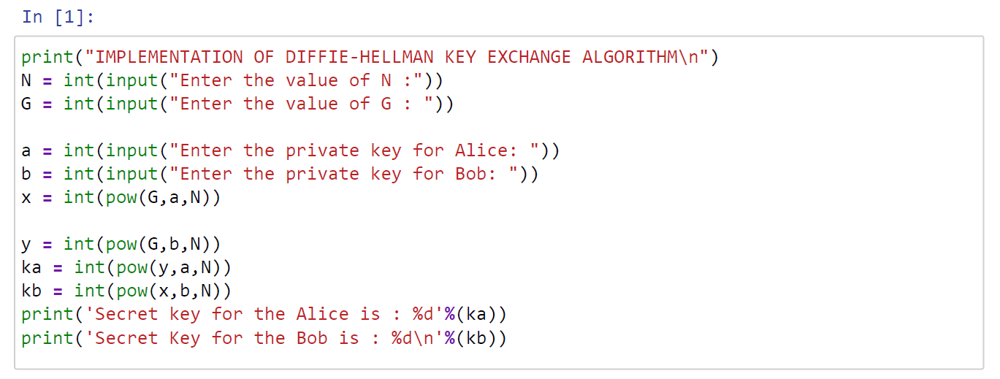 In [1]:
print("IMPLEMENTATION OF DIFFIE-HELLMAN KEY EXCHANGE ALGORITHM\n")
N = int(input("Enter the value of N :"))
G = int(input("Enter the value of G : "))
a = int(input("Enter the private key for Alice: "))
b = int(input("Enter the private key for Bob: "))
x = int(pow(G,a,N))
y = int(pow(G,b,N))
ka = int(pow(y,a,N))
kb = int(pow(x,b,N))
print('Secret key for the Alice is : %d'%(ka))
print('Secret Key for the Bob is : %d\n'%(kb))